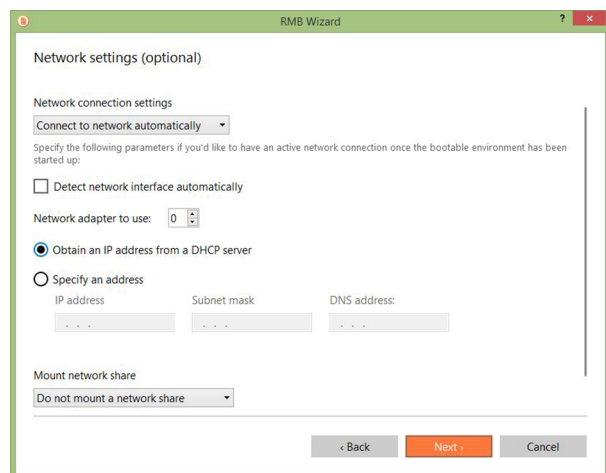 RMB Wizard
?
Network settings (optional)
Network connection settings
Connect to network automatically
Specify the following parameters if you'd like to have an active network connection once the bootable environment has been
started up:
Detect network interface automatically
Network adapter to use: 0
Obtain an IP address from a DHCP server
Specify an address
IP address Subnet mask DNS address:
. . . . . . . . .
Mount network share
Do not mount a network share
‹ Back Next › Cancel